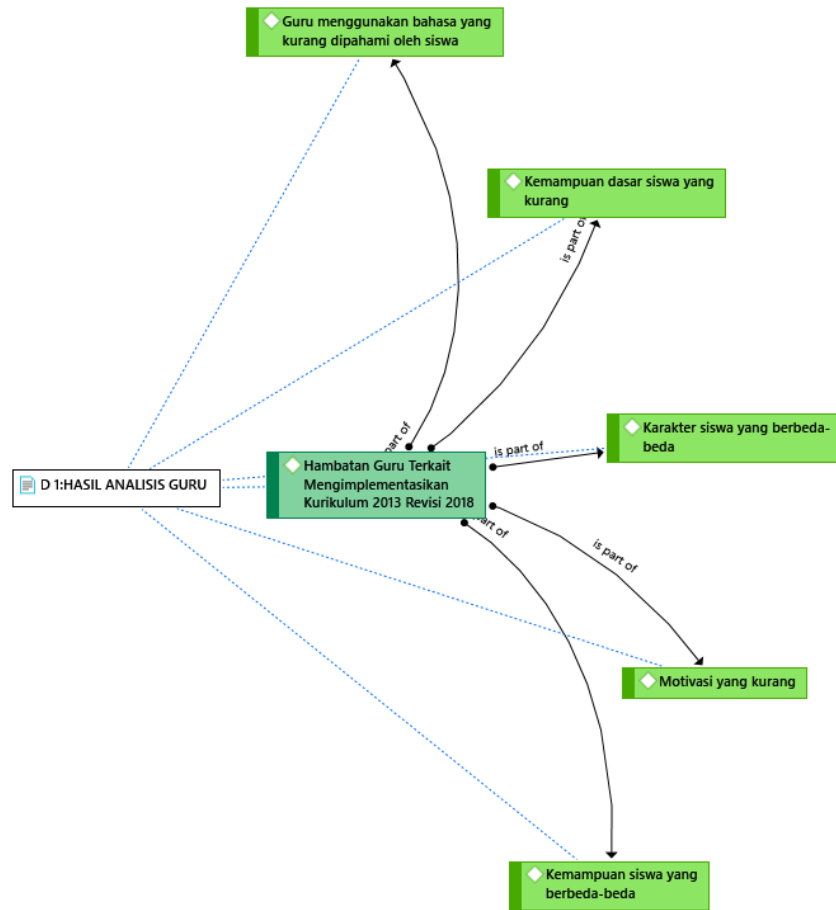 Guru menggunakan bahasa yang
kurang dipahami oleh siswa
Kemampuan dasar siswa yang
kurang
is part of
part of
Karakter siswa yang berbeda-
beda
is part of
Hambatan Guru Terkait
Mengimplementasikan
Kurikulum 2013 Revisi 2018
D 1:HASIL ANALISIS GURU
part of
is part of
Motivasi yang kurang
Kemampuan siswa yang
berbeda-beda